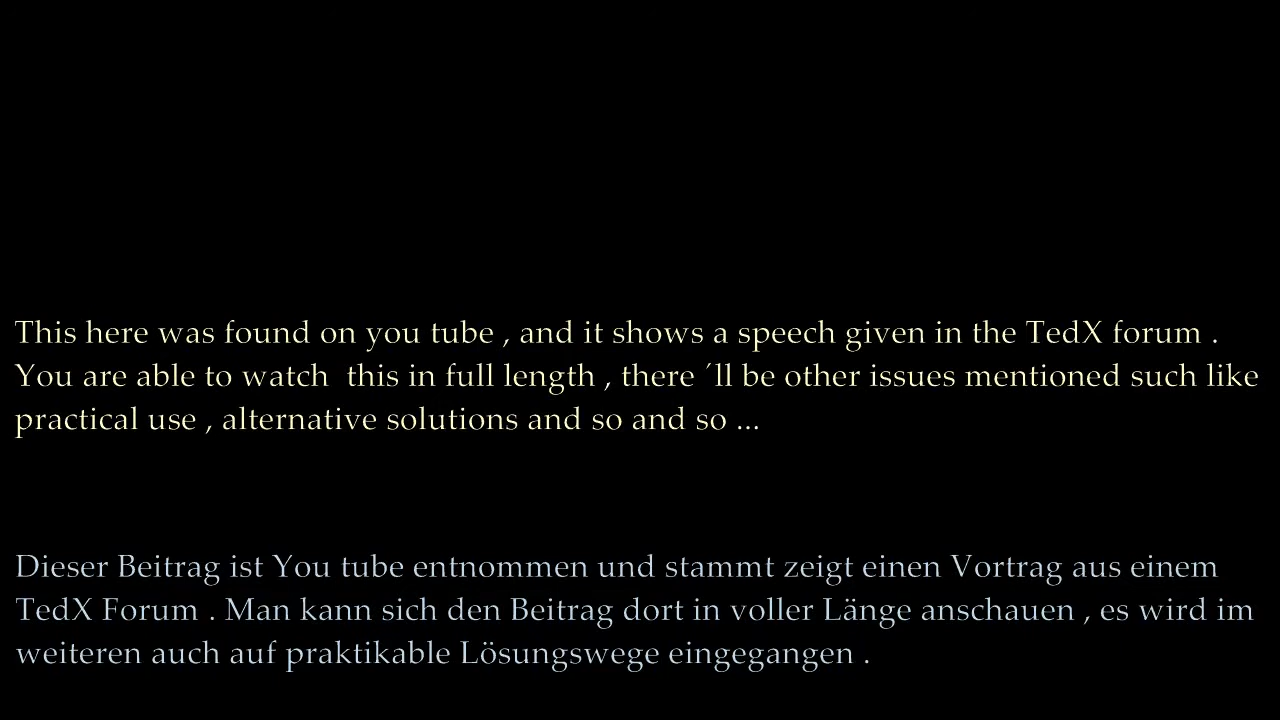 This here was found on you tube , and it shows a speech given in the TedX forum .
You are able to watch  this in full length , there ´ll be other issues mentioned such like
practical use , alternative solutions and so and so ...
Dieser Beitrag ist You tube entnommen und stammt zeigt einen Vortrag aus einem
TedX Forum . Man kann sich den Beitrag dort in voller Länge anschauen , es wird im
weiteren auch auf praktikable Lösungswege eingegangen .